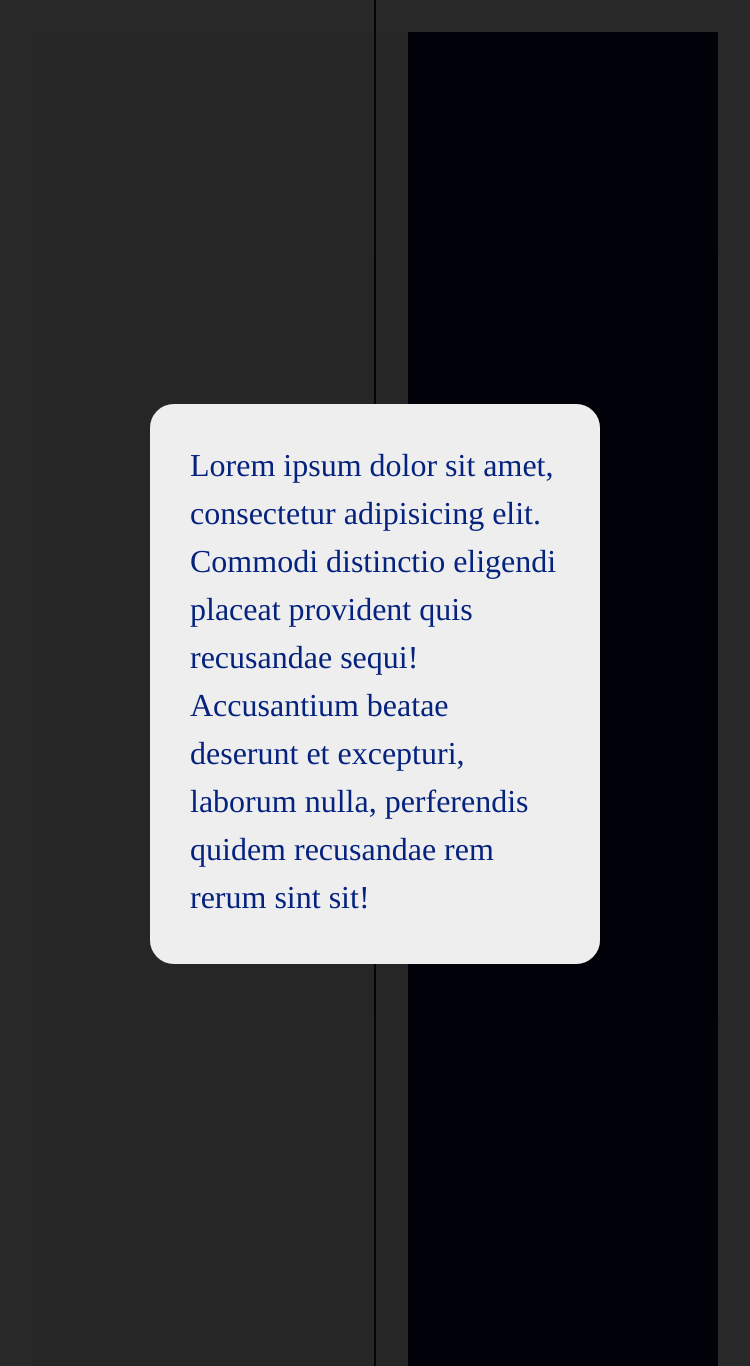 Lorem ipsum dolor sit amet,
consectetur adipisicing elit.
Commodi distinctio eligendi
placeat provident quis
recusandae sequi!
Accusantium beatae
deserunt et excepturi,
laborum nulla, perferendis
quidem recusandae rem
rerum sint sit!